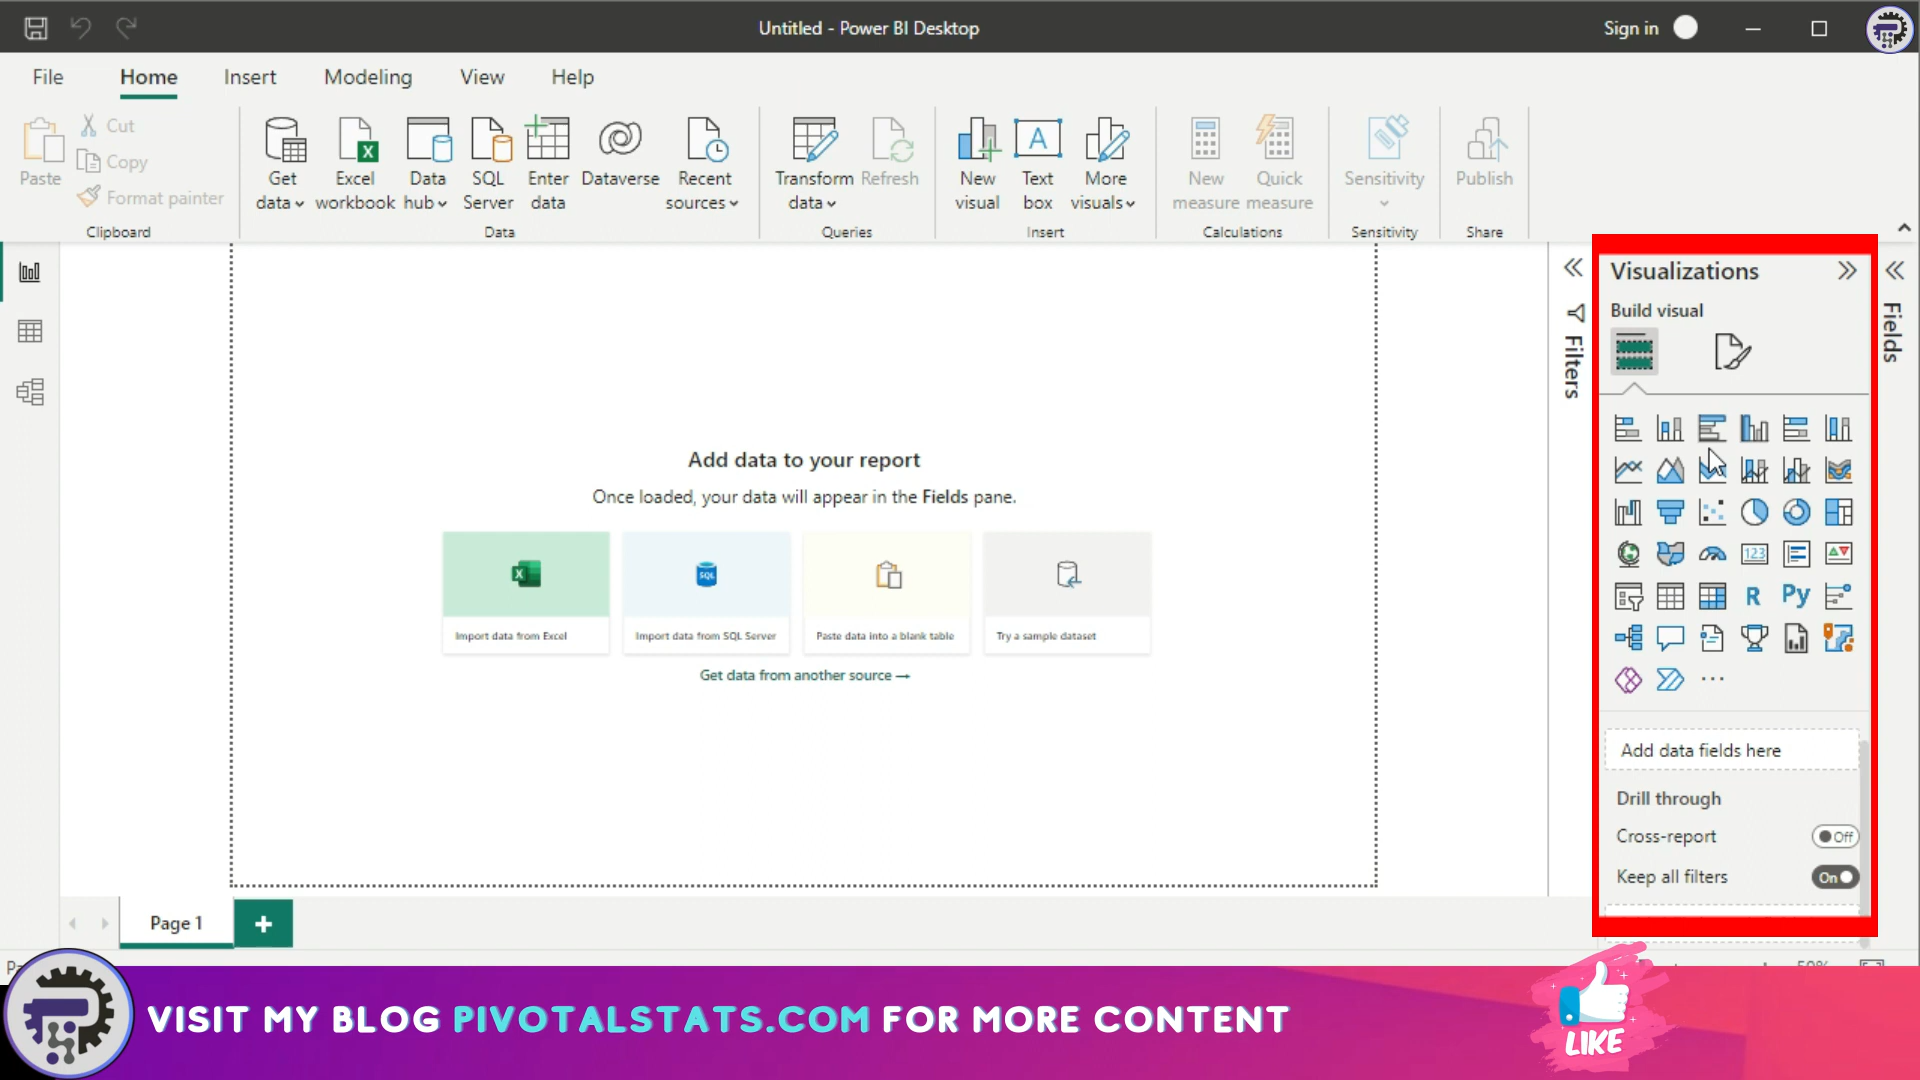 Untitled - Power BI Desktop
Sign in
File
Home
Insert
Modeling
View
Help
Paste
Cut
Copy
Format painter
Clipboard
Get data
Excel workbook
Data hub
SQL Server
Enter data
Dataverse
Recent sources
Data
Transform data
Refresh
Queries
New visual
Text box
More visuals
Insert
New measure
Quick measure
Calculations
Sensitivity
Sensitivity
Publish
Share
Filters
Visualizations
Build visual
Fields
123
R
Py
Add data fields here
Drill through
Cross-report
Off
Keep all filters
On
Add data to your report
Once loaded, your data will appear in the Fields pane.
SQL
Import data from Excel
Import data from SQL Server
Paste data into a blank table
Try a sample dataset
Get data from another source →
Page 1
VISIT MY BLOG PIVOTALSTATS.COM FOR MORE CONTENT
LIKE